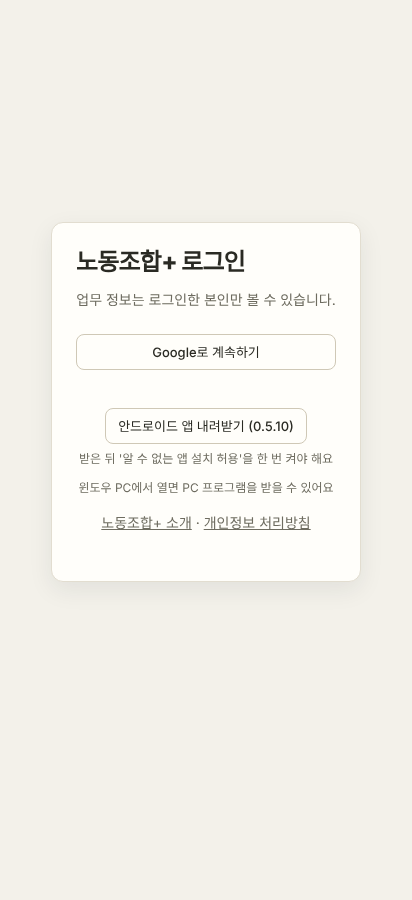 노동조합+ 로그인
업무 정보는 로그인한 본인만 볼 수 있습니다.
Google로 계속하기
안드로이드 앱 내려받기 (0.5.10)
받은 뒤 '알 수 없는 앱 설치 허용'을 한 번 켜야 해요
윈도우 PC에서 열면 PC 프로그램을 받을 수 있어요
노동조합+ 소개 · 개인정보 처리방침